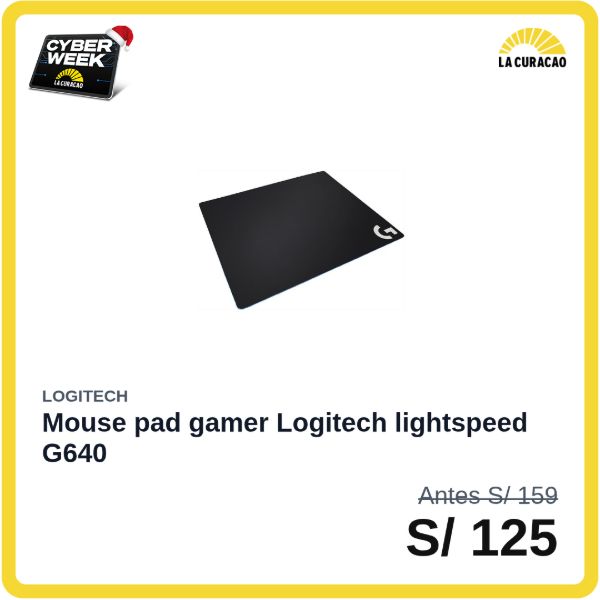 CYBER
WEEK
LA CURACAO
LA CURACAO
G
LOGITECH
Mouse pad gamer Logitech lightspeed
G640
Antes S/ 159
S/ 125